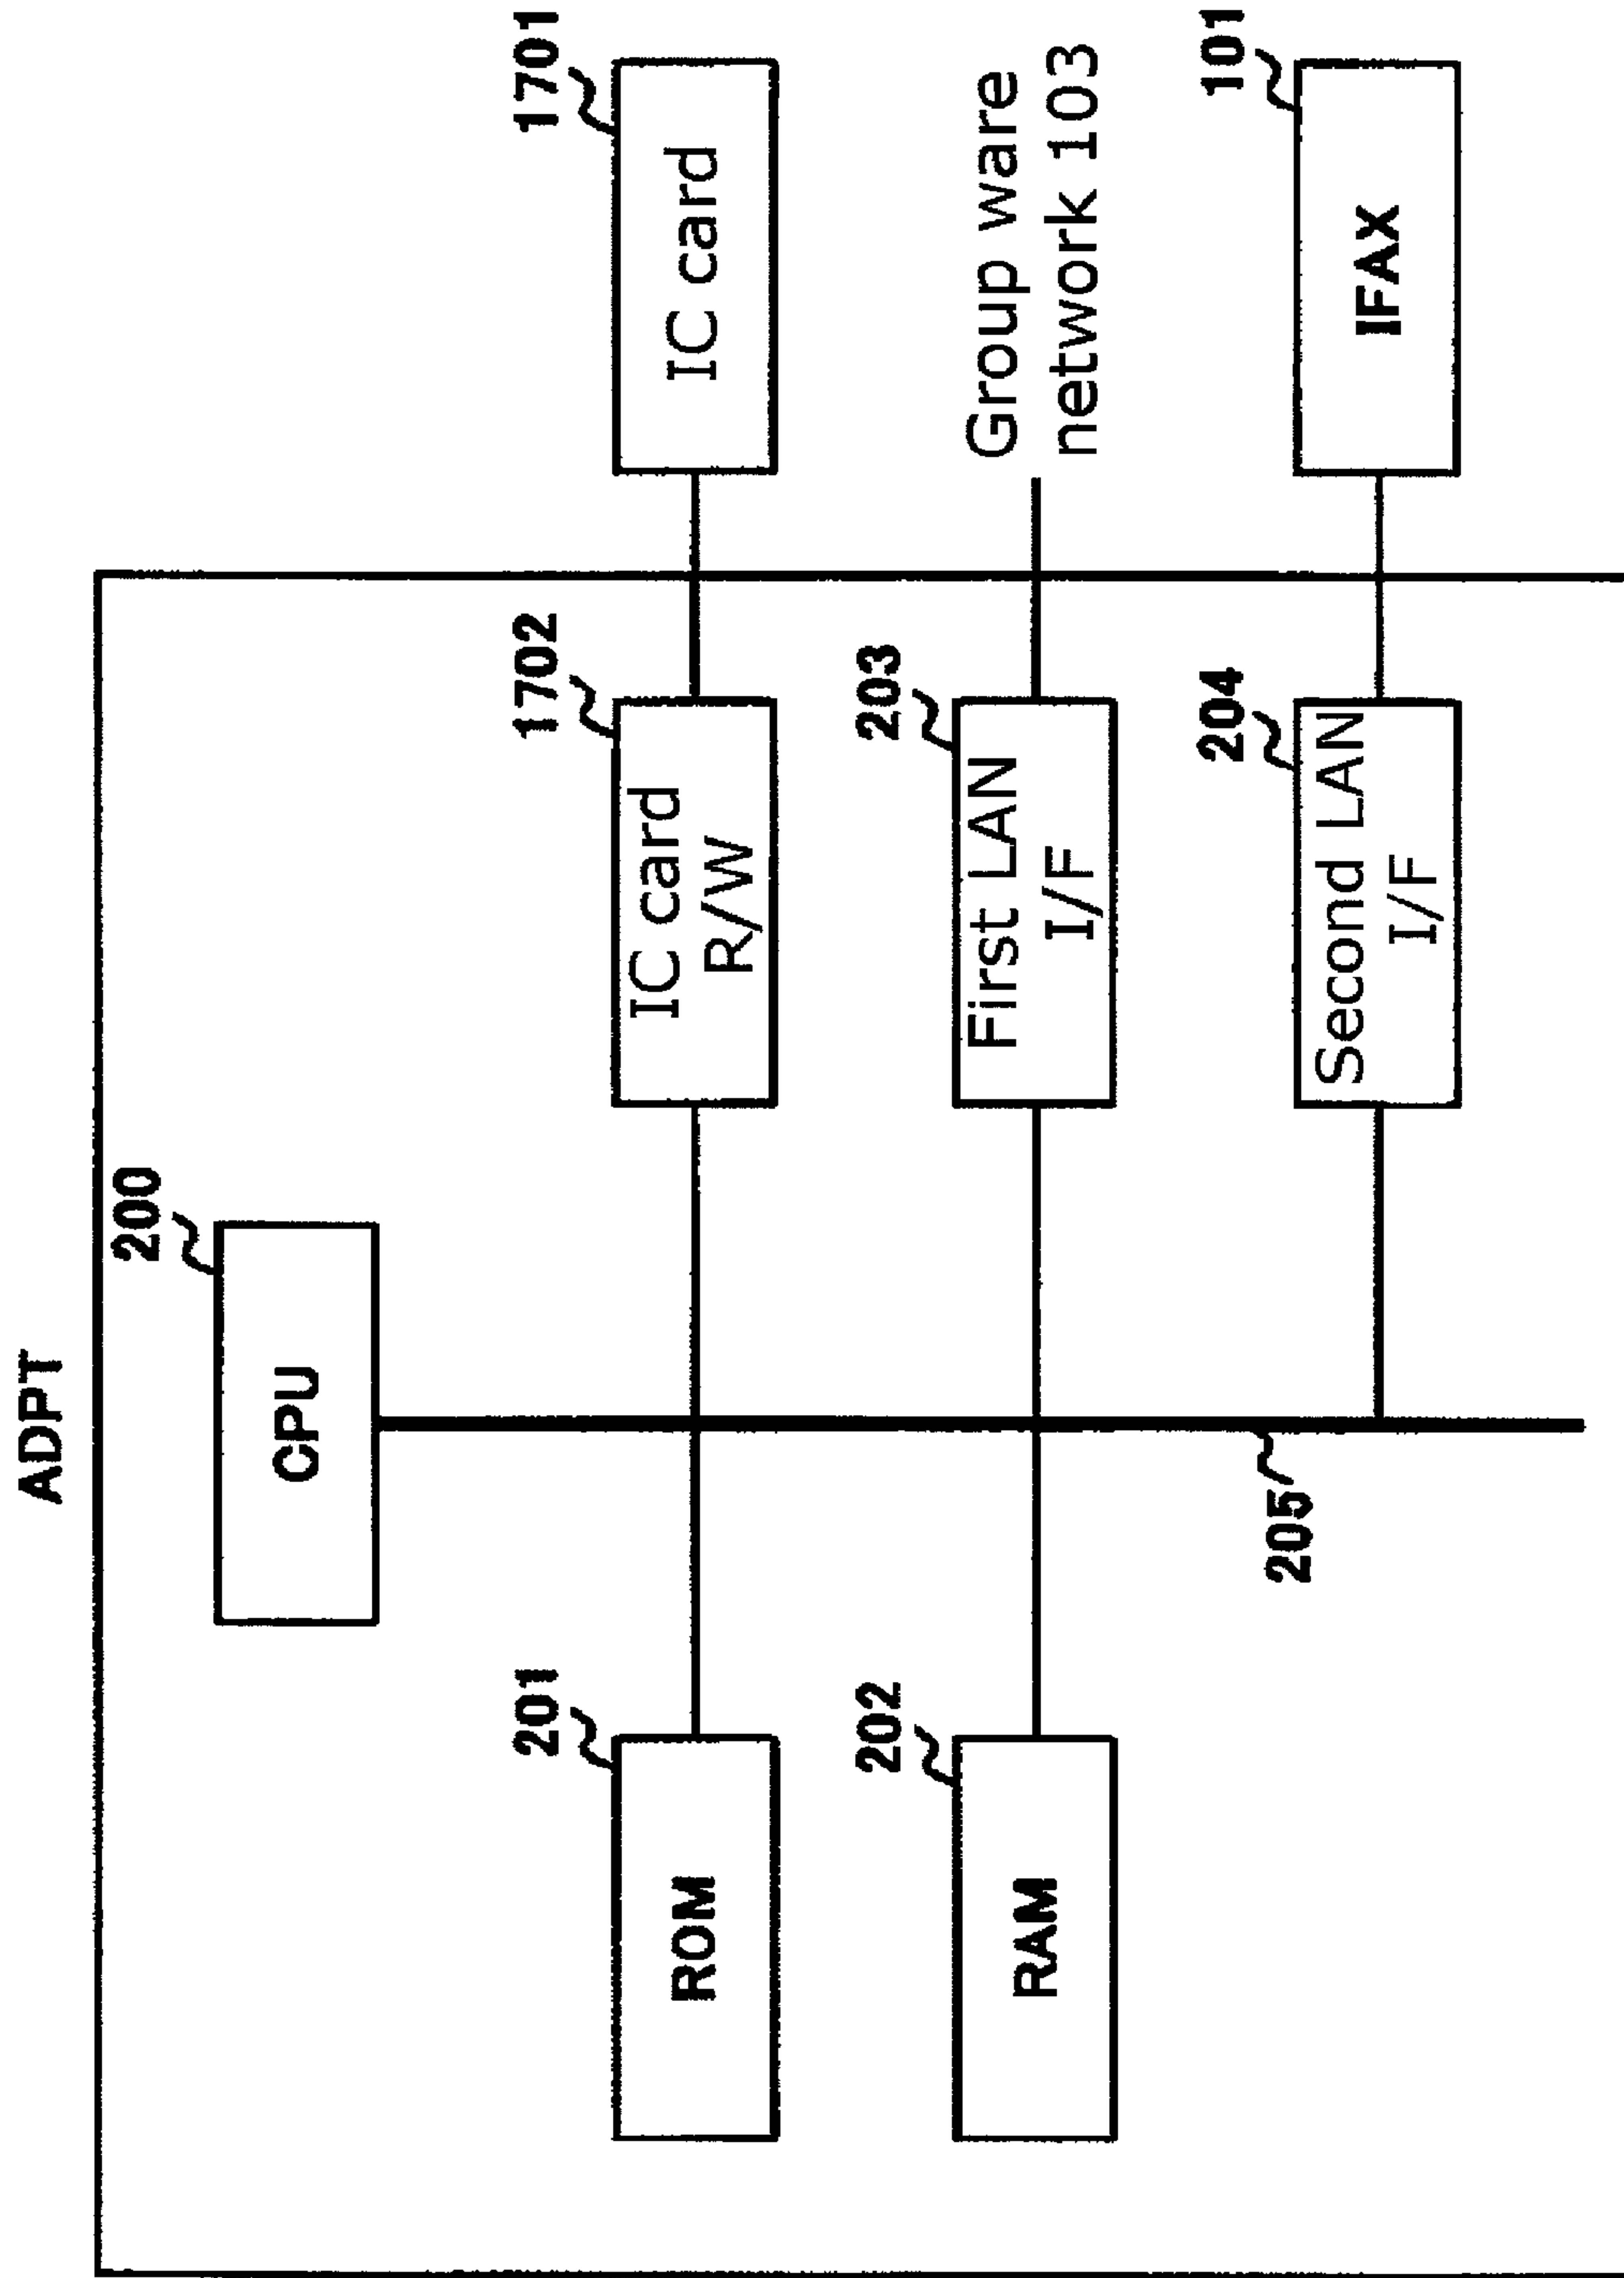 ADPT
200
CPU
201
ROM
1702
IC card
R/W
1701
IC card
202
RAM
203
First LAN
I/F
Group ware
network 103
205
204
Second LAN
I/F
101
IFAX